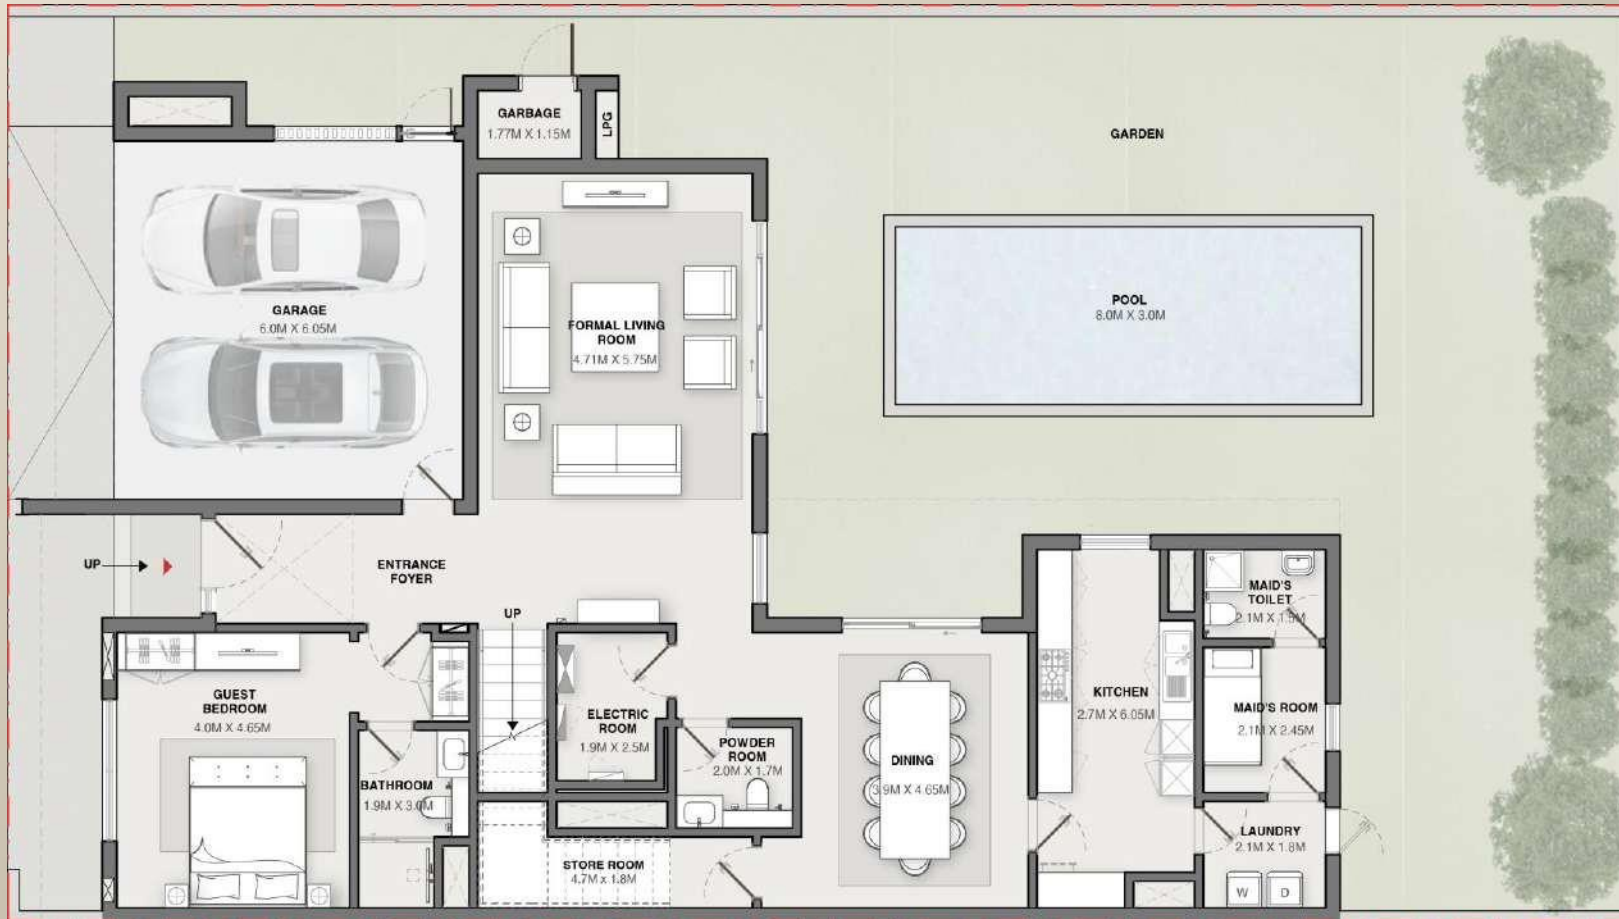 GARBAGE
1.77M X 1.15M
LPG
GARDEN
GARAGE
6.0M X 6.05M
FORMAL LIVING
ROOM
4.71M X 5.75M
POOL
8.0M X 3.0M
UP
ENTRANCE
FOYER
UP
MAID'S
TOILET
2.1M X 1.5M
GUEST
BEDROOM
4.0M X 4.65M
ELECTRIC
ROOM
1.9M X 2.5M
POWDER
ROOM
2.0M X 1.7M
KITCHEN
2.7M X 6.05M
MAID'S ROOM
2.1M X 2.45M
BATHROOM
1.9M X 3.0M
DINING
3.9M X 4.65M
STORE ROOM
4.7M x 1.8M
LAUNDRY
2.1M X 1.8M
W
D